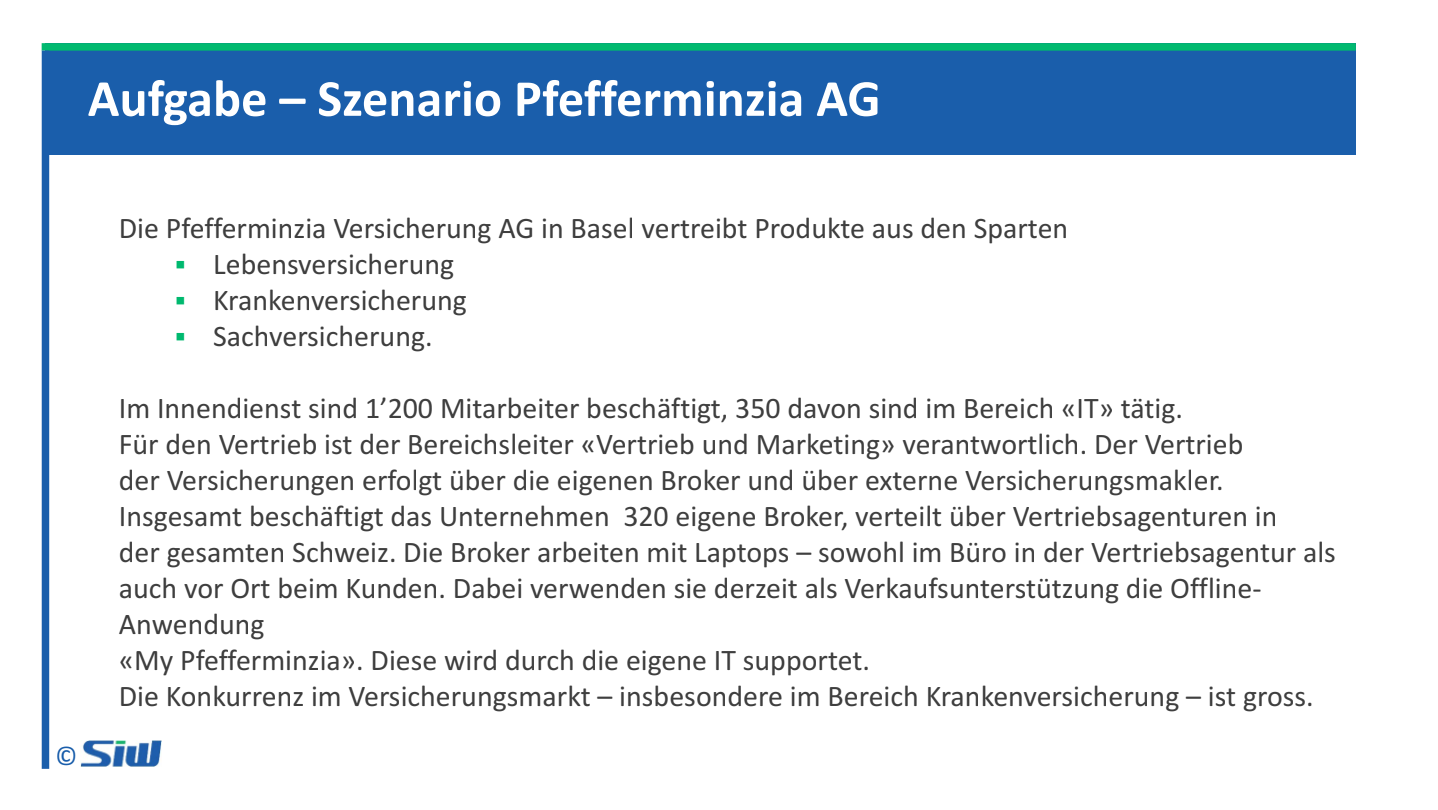 Aufgabe – Szenario Pfefferminzia AG
Die Pfefferminzia Versicherung AG in Basel vertreibt Produkte aus den Sparten
▪ Lebensversicherung
▪ Krankenversicherung
▪ Sachversicherung.
Im Innendienst sind 1’200 Mitarbeiter beschäftigt, 350 davon sind im Bereich «IT» tätig.
Für den Vertrieb ist der Bereichsleiter «Vertrieb und Marketing» verantwortlich. Der Vertrieb
der Versicherungen erfolgt über die eigenen Broker und über externe Versicherungsmakler.
Insgesamt beschäftigt das Unternehmen  320 eigene Broker, verteilt über Vertriebsagenturen in
der gesamten Schweiz. Die Broker arbeiten mit Laptops – sowohl im Büro in der Vertriebsagentur als
auch vor Ort beim Kunden. Dabei verwenden sie derzeit als Verkaufsunterstützung die Offline-
Anwendung
«My Pfefferminzia». Diese wird durch die eigene IT supportet.
Die Konkurrenz im Versicherungsmarkt – insbesondere im Bereich Krankenversicherung – ist gross.
© SIW